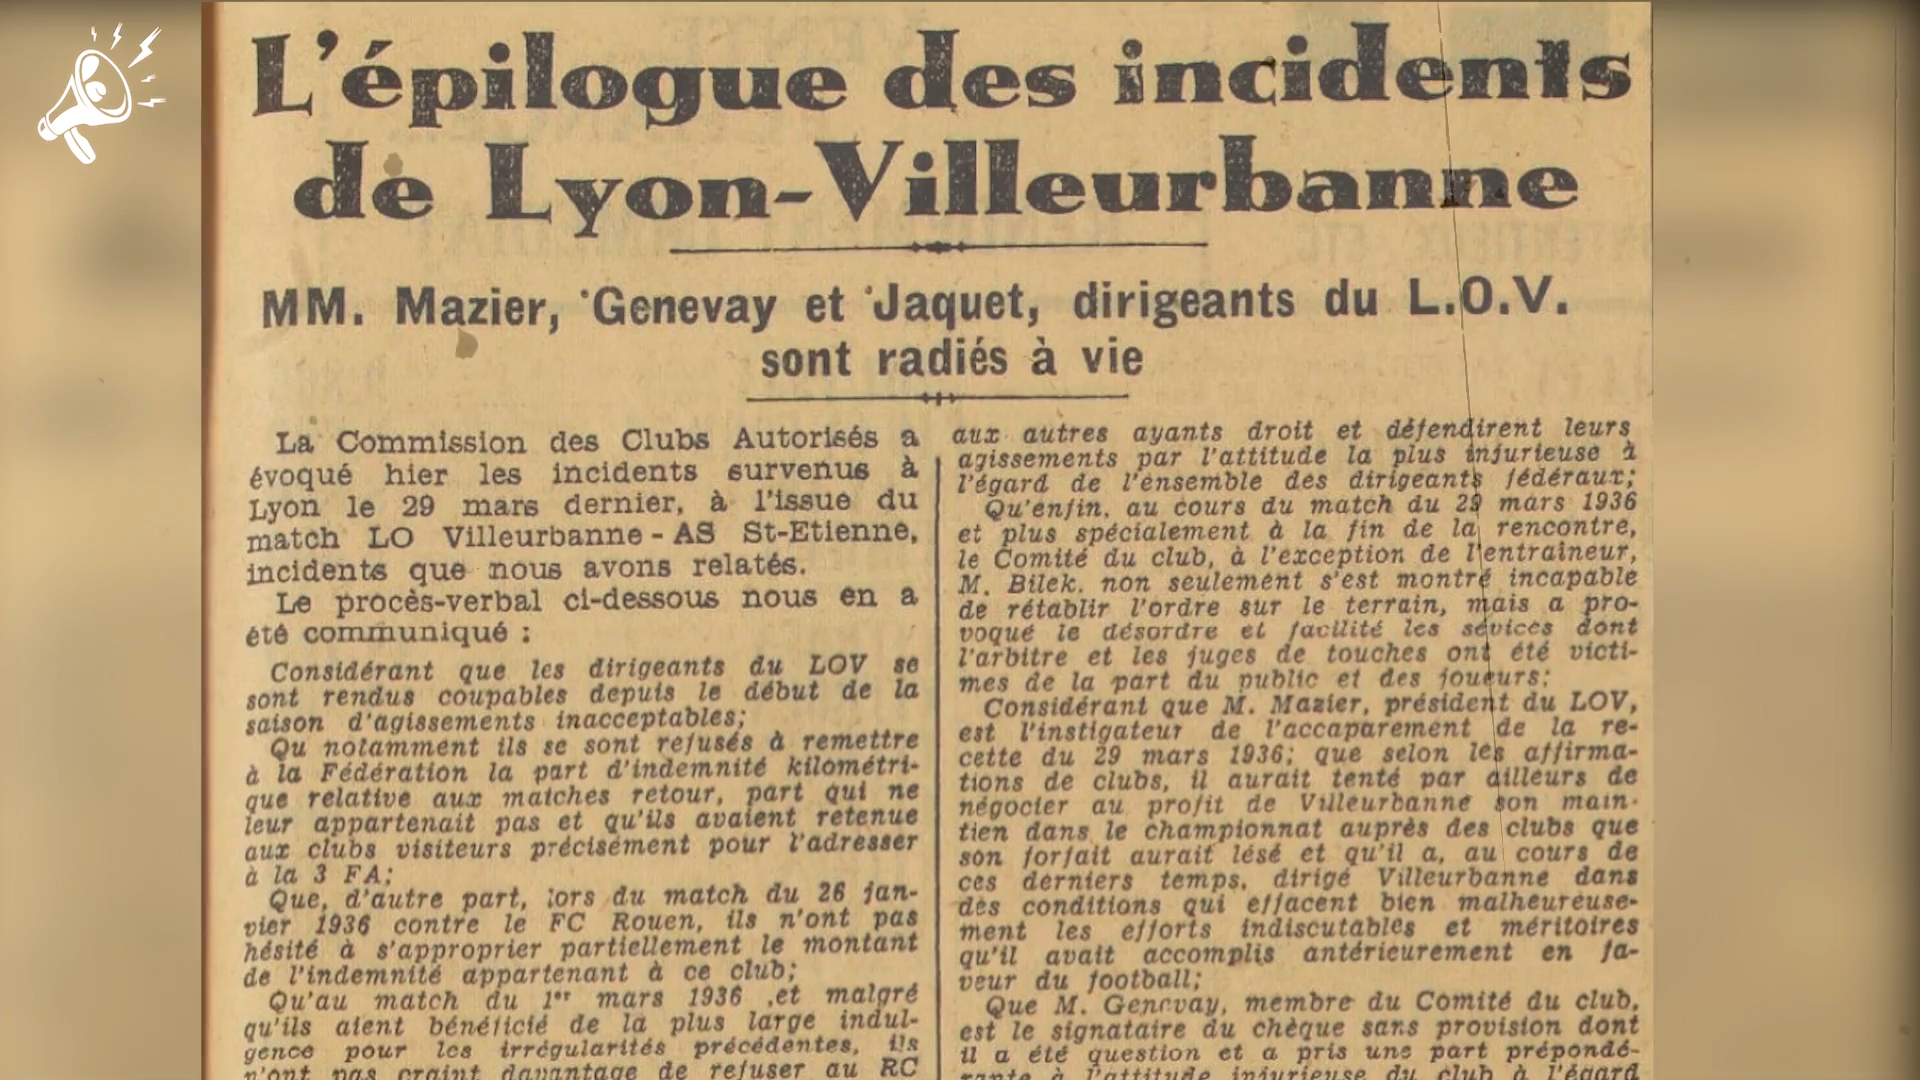 L'épilogue des incidents
de Lyon-Villeurbanne
MM. Mazier, Genevay et Jaquet, dirigeants du L.O.V.
sont radiés à vie
La Commission des Clubs Autorisés a
évoqué hier les incidents survenus à
Lyon le 29 mars dernier, à l'issue du
match LO Villeurbanne - AS St-Etienne,
incidents que nous avons relatés.
Le procès-verbal ci-dessous nous en a
été communiqué :
Considérant que les dirigeants du LOV se
sont rendus coupables depuis le début de la
saison d'agissements inacceptables;
Qu notamment ils se sont refusés à remettre
à la Fédération la part d'indemnité kilométri-
que relative aux matches retour, part qui ne
leur appartenait pas et qu'ils avaient retenue
aux clubs visiteurs précisément pour l'adresser
à la 3 FA;
Que, d'autre part, lors du match du 26 jan-
vier 1936 contre le FC Rouen, ils n'ont pas
hésité à s'approprier partiellement le montant
de l'indemnité appartenant à ce club;
Qu'au match du 1er mars 1936 ,et malgré
qu'ils aient bénéficié de la plus large indul-
gence pour les irrégularités précédentes, ils
n'ont pas craint davantage de refuser au RC
aux autres ayants droit et défendirent leurs
agissements par l'attitude la plus injurieuse à
l'égard de l'ensemble des dirigeants fédéraux;
Qu'enfin, au cours du match du 29 mars 1936
et plus spécialement à la fin de la rencontre,
le Comité du club, à l'exception de l'entraîneur,
M. Bilek, non seulement s'est montré incapable
de rétablir l'ordre sur le terrain, mais a pro-
voqué le désordre et facilité les sévices dont
l'arbitre et les juges de touches ont été victi-
mes de la part du public et des joueurs;
Considérant que M. Mazier, président du LOV,
est l'instigateur de l'accaparement de la re-
cette du 29 mars 1936; que selon les affirma-
tions de clubs, il aurait tenté par ailleurs de
négocier au profit de Villeurbanne son main-
tien dans le championnat auprès des clubs que
son forfait aurait lésé et qu'il a, au cours de
ces derniers temps, dirigé Villeurbanne dans
des conditions qui effacent bien malheureuse-
ment les efforts indiscutables et méritoires
qu'il avait accomplis antérieurement en fa-
veur du football;
Que M. Genevay, membre du Comité du club,
est le signataire du chèque sans provision dont
il a été question et a pris une part prépondé-
rante à l'attitude injurieuse du club à l'égard